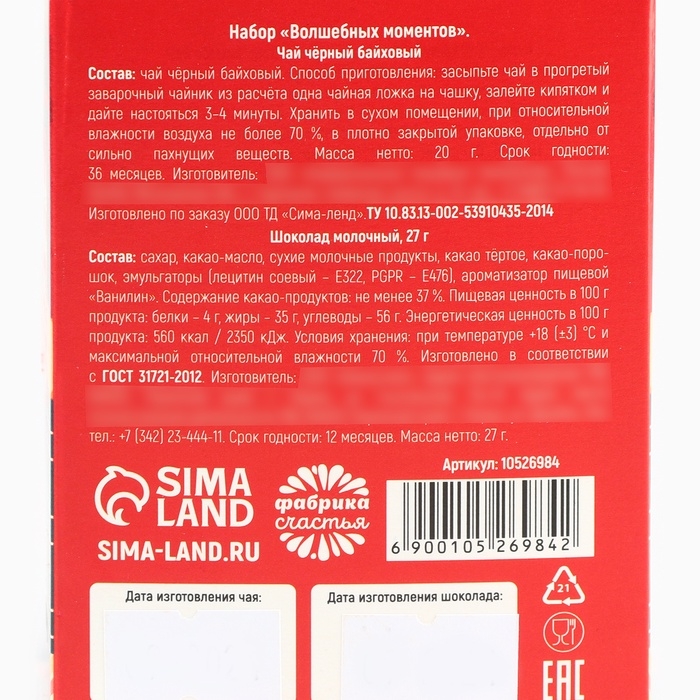 Набор «Волшебных моментов».
Чай чёрный байховый
Состав: чай чёрный байховый. Способ приготовления: засыпьте чай в прогретый
заварочный чайник из расчёта одна чайная ложка на чашку, залейте кипятком и
дайте настояться 3–4 минуты. Хранить в сухом помещении, при относительной
влажности воздуха не более 70 %, в плотно закрытой упаковке, отдельно от
сильно пахнущих веществ. Масса нетто: 20 г. Срок годности:
36 месяцев. Изготовитель:
Изготовлено по заказу ООО ТД «Сима-ленд».ТУ 10.83.13-002-53910435-2014
Шоколад молочный, 27 г
Состав: сахар, какао-масло, сухие молочные продукты, какао тёртое, какао-поро-
шок, эмульгаторы (лецитин соевый – Е322, PGPR – Е476), ароматизатор пищевой
«Ванилин». Содержание какао-продуктов: не менее 37 %. Пищевая ценность в 100 г
продукта: белки – 4 г, жиры – 35 г, углеводы – 56 г. Энергетическая ценность в 100 г
продукта: 560 ккал / 2350 кДж. Условия хранения: при температуре +18 (±3) °С и
максимальной относительной влажности 70 %. Изготовлено в соответствии
с ГОСТ 31721-2012. Изготовитель:
тел.: +7 (342) 23-444-11. Срок годности: 12 месяцев. Масса нетто: 27 г.
Артикул: 10526984
SIMA
LAND
SIMA-LAND.RU
фабрика
счастья
6 900105 269842
Дата изготовления чая:
Дата изготовления шоколада:
21
EAC